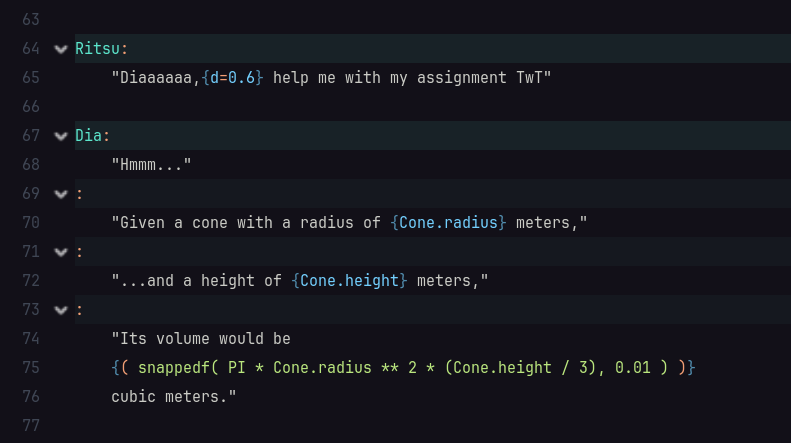 63
64 Ritsu:
65 "Diaaaaaa,{d=0.6} help me with my assignment TwT"
66
67 Dia:
68 "Hmmm..."
69 :
70 "Given a cone with a radius of {Cone.radius} meters,"
71 :
72 "...and a height of {Cone.height} meters,"
73 :
74 "Its volume would be
75 {( snappedf( PI * Cone.radius ** 2 * (Cone.height / 3), 0.01 ) )}
76 cubic meters."
77